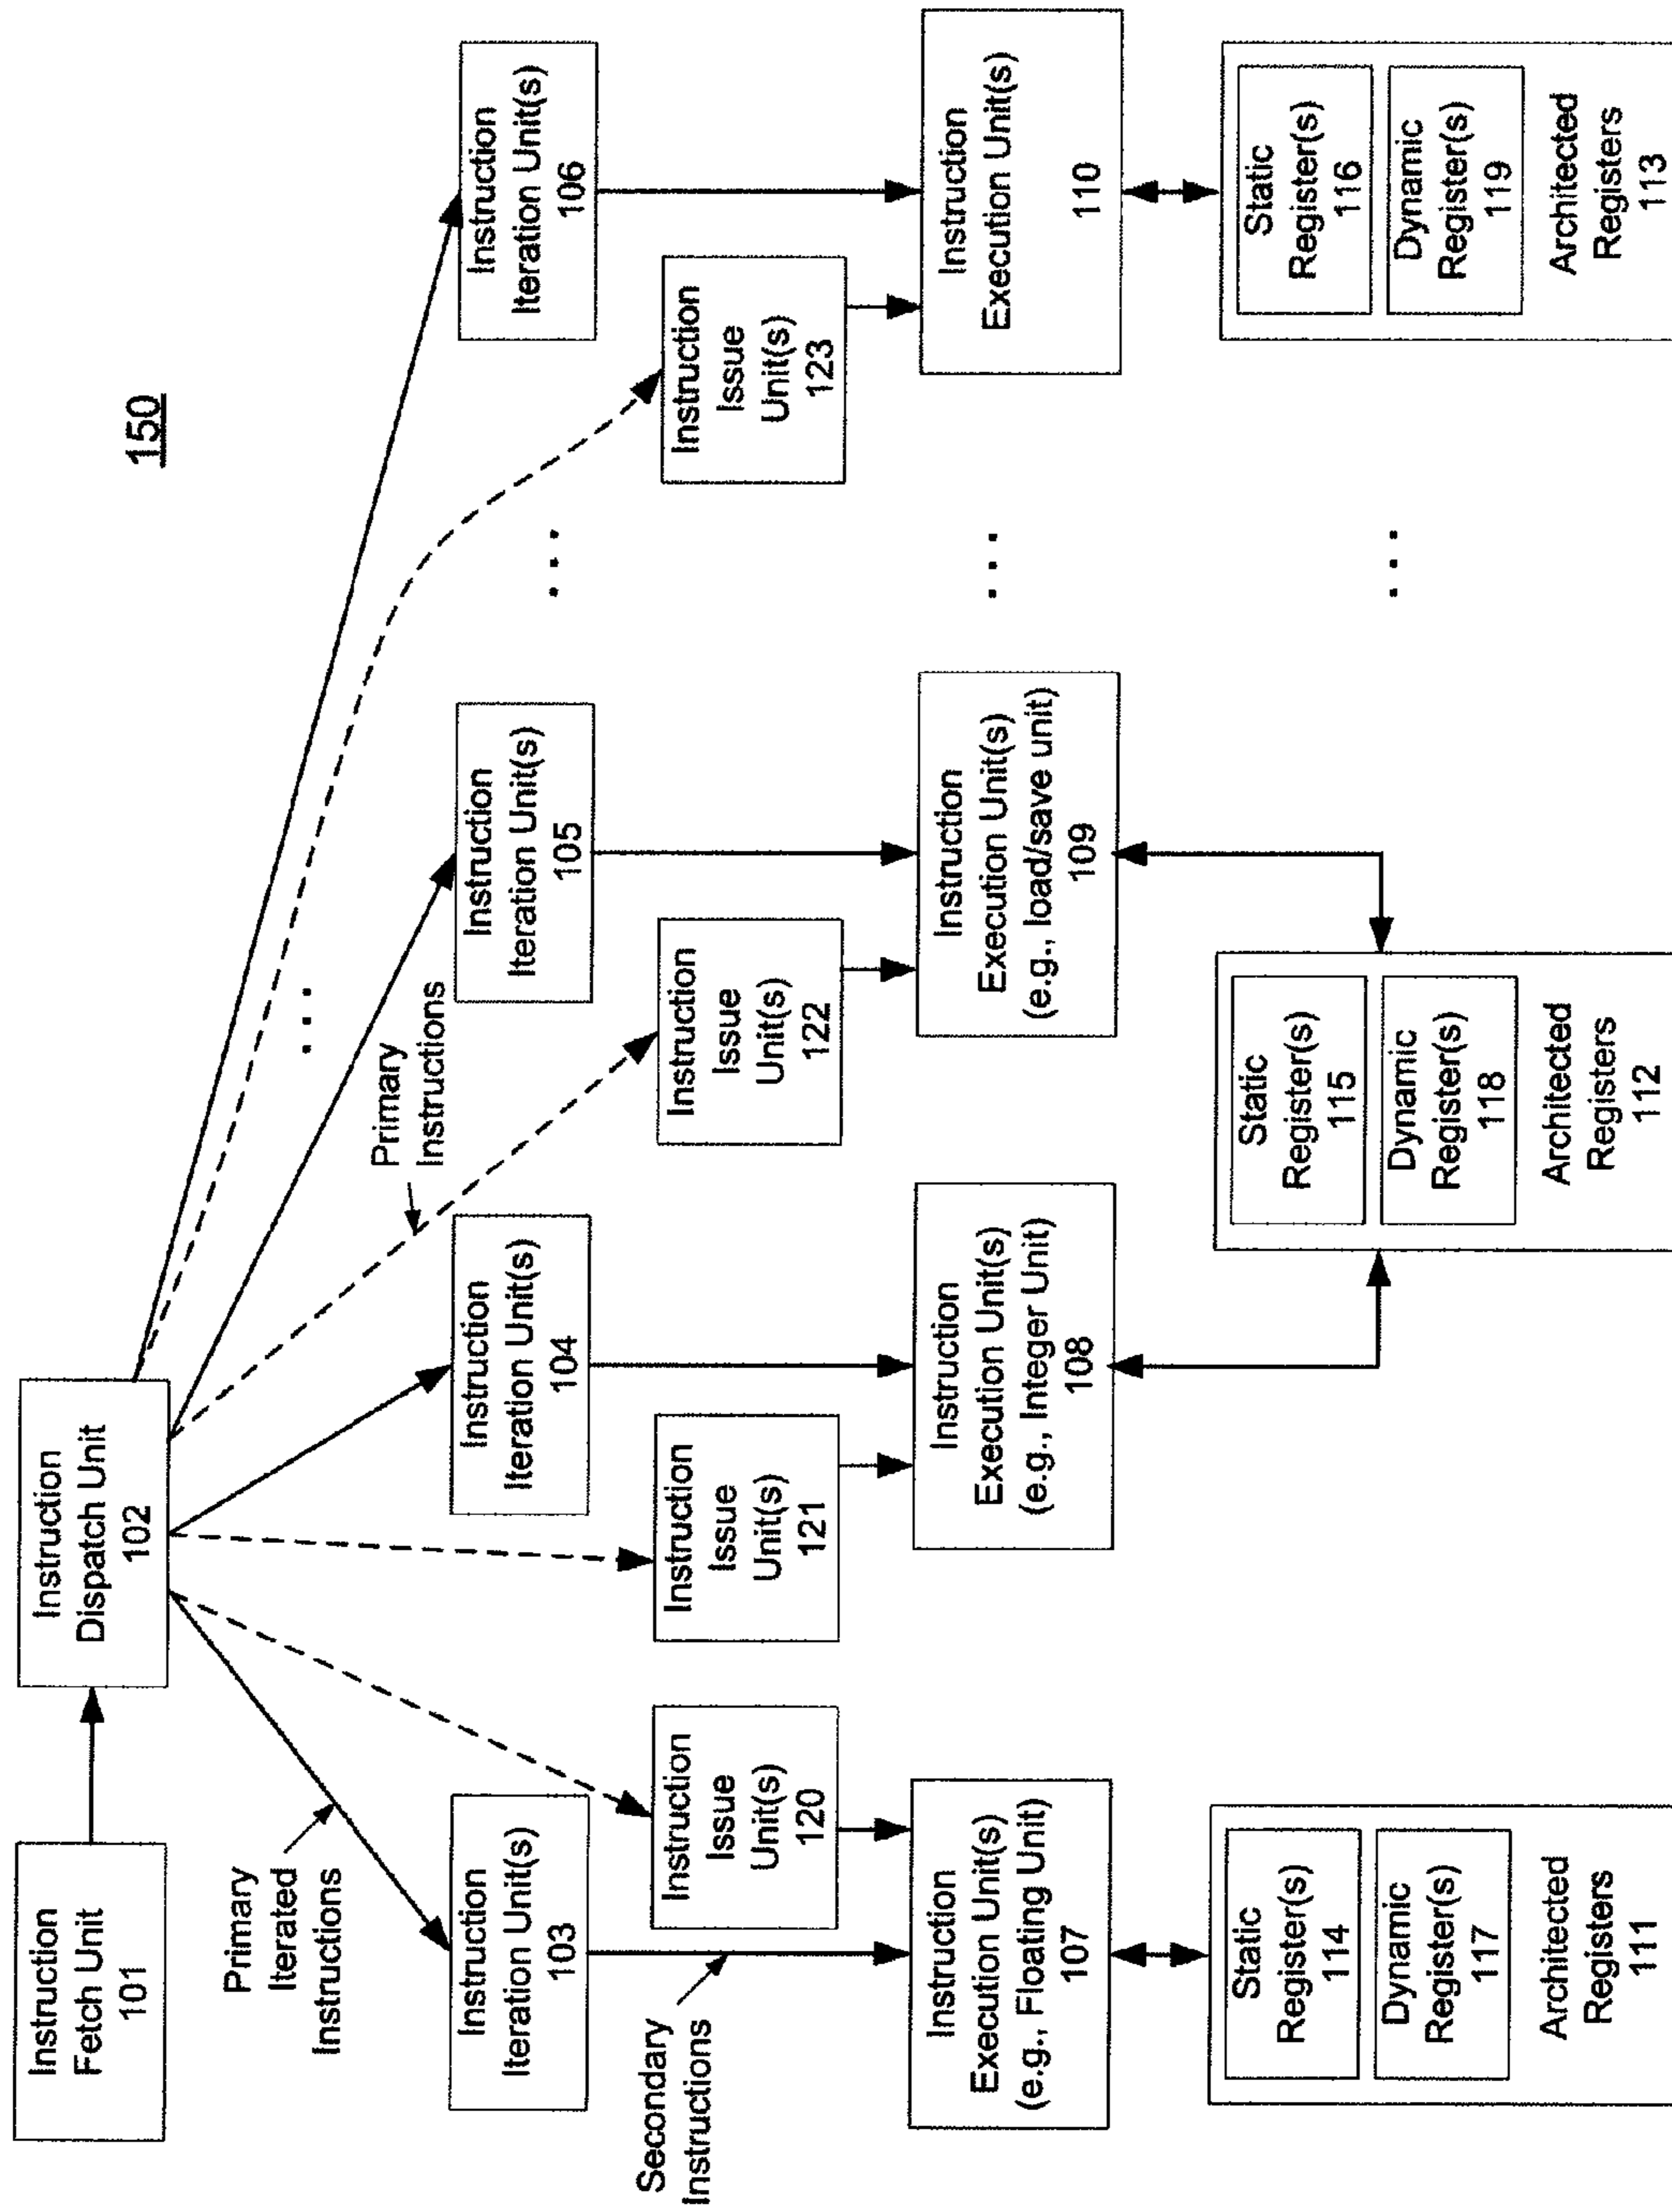 150
Instruction
Fetch Unit
101
Instruction
Dispatch Unit
102
Primary
Iterated
Instructions
Primary
Instructions
. . .
Instruction
Iteration Unit(s)
103
Instruction
Iteration Unit(s)
104
Instruction
Iteration Unit(s)
105
. . .
Instruction
Iteration Unit(s)
106
Secondary
Instructions
Instruction
Issue
Unit(s)
120
Instruction
Issue
Unit(s)
121
Instruction
Issue
Unit(s)
122
Instruction
Issue
Unit(s)
123
Instruction
Execution Unit(s)
(e.g., Floating Unit)
107
Instruction
Execution Unit(s)
(e.g., Integer Unit)
108
Instruction
Execution Unit(s)
(e.g., load/save unit)
109
. . .
Instruction
Execution Unit(s)
110
Static
Register(s)
114
Dynamic
Register(s)
117
Architected
Registers
111
Static
Register(s)
115
Dynamic
Register(s)
118
Architected
Registers
112
. . .
Static
Register(s)
116
Dynamic
Register(s)
119
Architected
Registers
113